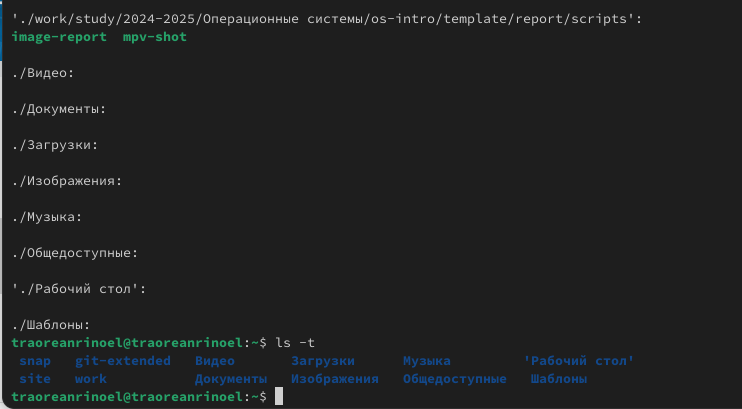 './work/study/2024-2025/Операционные системы/os-intro/template/report/scripts':
image-report  mpv-shot
./Видео:
./Документы:
./Загрузки:
./Изображения:
./Музыка:
./Общедоступные:
'./Рабочий стол':
./Шаблоны:
traoreanrinoel@traoreanrinoel:~$ ls -t
snap   git-extended   Видео       Загрузки      Музыка         'Рабочий стол'
site   work           Документы   Изображения   Общедоступные   Шаблоны
traoreanrinoel@traoreanrinoel:~$